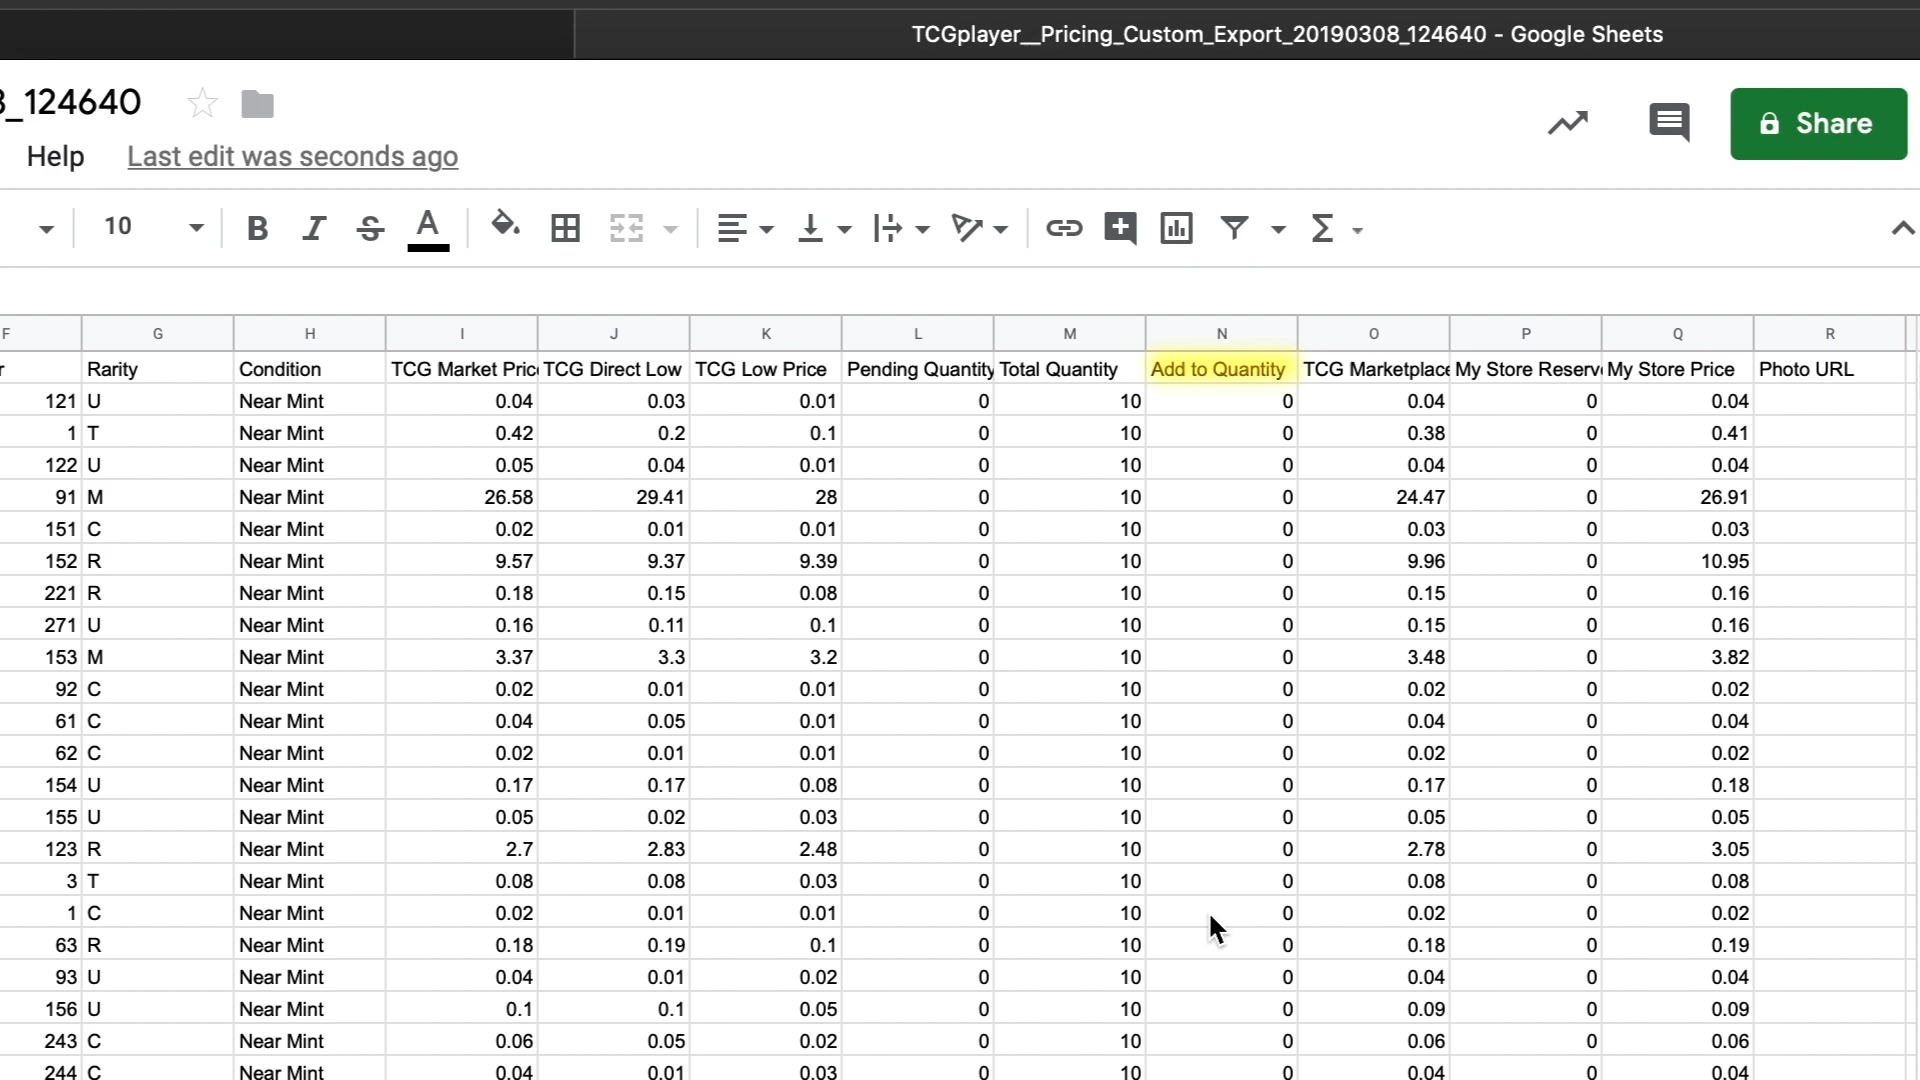 TCGplayer__Pricing_Custom_Export_20190308_124640 - Google Sheets
_124640
Share
Help Last edit was seconds ago
10 B I S A Σ
F G H I J K L M N O P Q R
r Rarity Condition TCG Market Pric TCG Direct Low TCG Low Price Pending Quantity Total Quantity Add to Quantity TCG Marketplace My Store Reserv My Store Price Photo URL
121 U Near Mint 0.04 0.03 0.01 0 10 0 0.04 0 0.04
1 T Near Mint 0.42 0.2 0.1 0 10 0 0.38 0 0.41
122 U Near Mint 0.05 0.04 0.01 0 10 0 0.04 0 0.04
91 M Near Mint 26.58 29.41 28 0 10 0 24.47 0 26.91
151 C Near Mint 0.02 0.01 0.01 0 10 0 0.03 0 0.03
152 R Near Mint 9.57 9.37 9.39 0 10 0 9.96 0 10.95
221 R Near Mint 0.18 0.15 0.08 0 10 0 0.15 0 0.16
271 U Near Mint 0.16 0.11 0.1 0 10 0 0.15 0 0.16
153 M Near Mint 3.37 3.3 3.2 0 10 0 3.48 0 3.82
92 C Near Mint 0.02 0.01 0.01 0 10 0 0.02 0 0.02
61 C Near Mint 0.04 0.05 0.01 0 10 0 0.04 0 0.04
62 C Near Mint 0.02 0.01 0.01 0 10 0 0.02 0 0.02
154 U Near Mint 0.17 0.17 0.08 0 10 0 0.17 0 0.18
155 U Near Mint 0.05 0.02 0.03 0 10 0 0.05 0 0.05
123 R Near Mint 2.7 2.83 2.48 0 10 0 2.78 0 3.05
3 T Near Mint 0.08 0.08 0.03 0 10 0 0.08 0 0.08
1 C Near Mint 0.02 0.01 0.01 0 10 0 0.02 0 0.02
63 R Near Mint 0.18 0.19 0.1 0 10 0 0.18 0 0.19
93 U Near Mint 0.04 0.01 0.02 0 10 0 0.04 0 0.04
156 U Near Mint 0.1 0.1 0.05 0 10 0 0.09 0 0.09
243 C Near Mint 0.06 0.05 0.02 0 10 0 0.06 0 0.06
244 C Near Mint 0.04 0.01 0.03 0 10 0 0.04 0 0.04